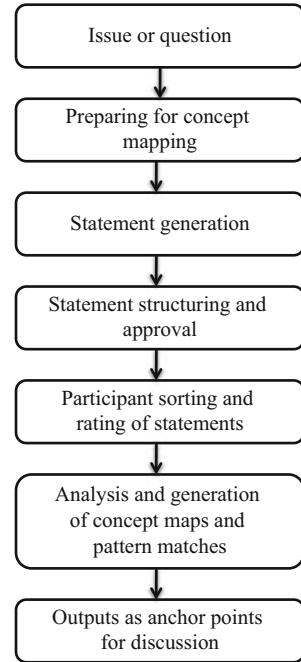 Issue or question
Preparing for concept
mapping
Statement generation
Statement structuring and
approval
Participant sorting and
rating of statements
Analysis and generation
of concept maps and
pattern matches
Outputs as anchor points
for discussion